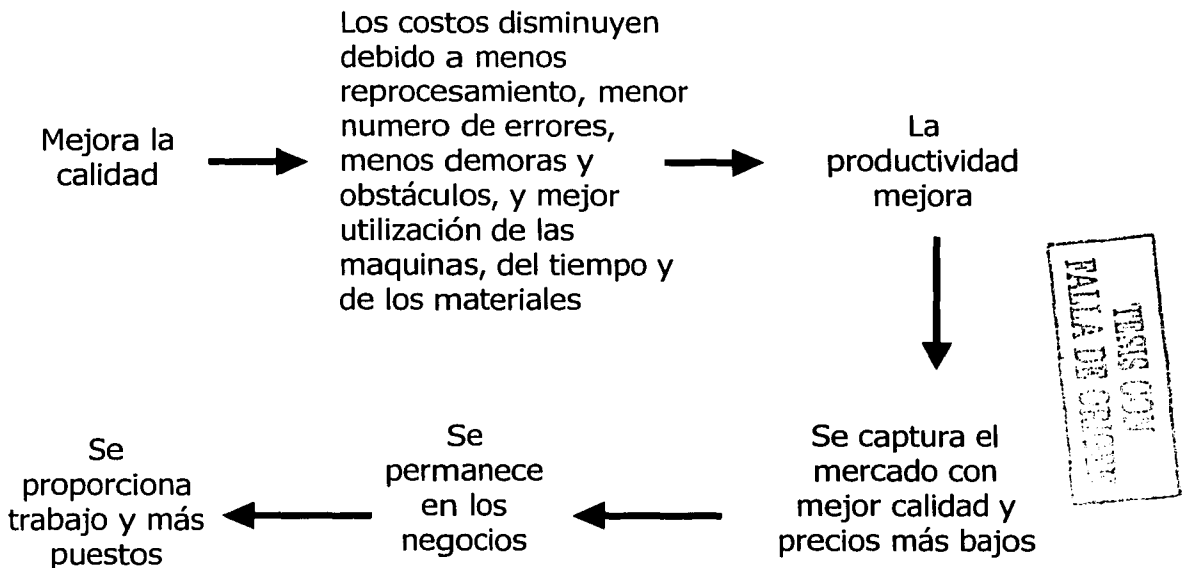 Mejora la
calidad
Los costos disminuyen
debido a menos
reprocesamiento, menor
numero de errores,
menos demoras y
obstáculos, y mejor
utilización de las
maquinas, del tiempo y
de los materiales
La
productividad
mejora
Se captura el
mercado con
mejor calidad y
precios más bajos
Se
permanece
en los
negocios
Se
proporciona
trabajo y más
puestos
TESIS CON
FALLA DE ORIGEN